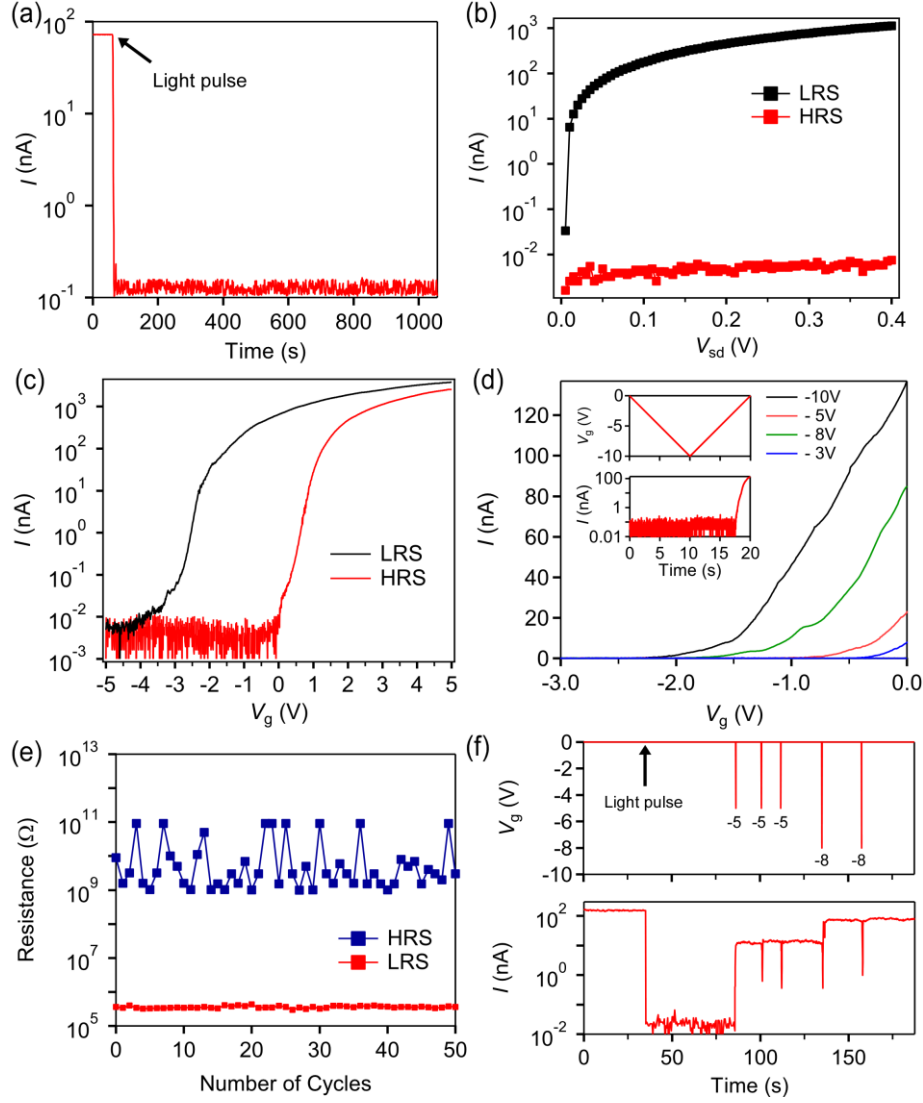 (a)
10²
10¹
10⁰
10⁻¹
I (nA)
Light pulse
0 200 400 600 800 1000
Time (s)
(b)
10³
10²
10¹
10⁰
10⁻¹
10⁻²
I (nA)
LRS
HRS
0.0 0.1 0.2 0.3 0.4
Vsd (V)
(c)
10³
10²
10¹
10⁰
10⁻¹
10⁻²
10⁻³
I (nA)
LRS
HRS
-5 -4 -3 -2 -1 0 1 2 3 4 5
Vg (V)
(d)
120
100
80
60
40
20
0
I (nA)
-10V
- 5V
- 8V
- 3V
0
-5
-10
Vg (V)
100
1
0.01
I (nA)
0 5 10 15 20
Time (s)
-3.0 -2.0 -1.0 0.0
Vg (V)
(e)
10¹³
10¹¹
10⁹
10⁷
10⁵
Resistance (Ω)
HRS
LRS
0 10 20 30 40 50
Number of Cycles
(f)
0
-2
-4
-6
-8
-10
Vg (V)
Light pulse
-5 -5 -5
-8 -8
10²
10⁰
10⁻²
I (nA)
0 50 100 150
Time (s)